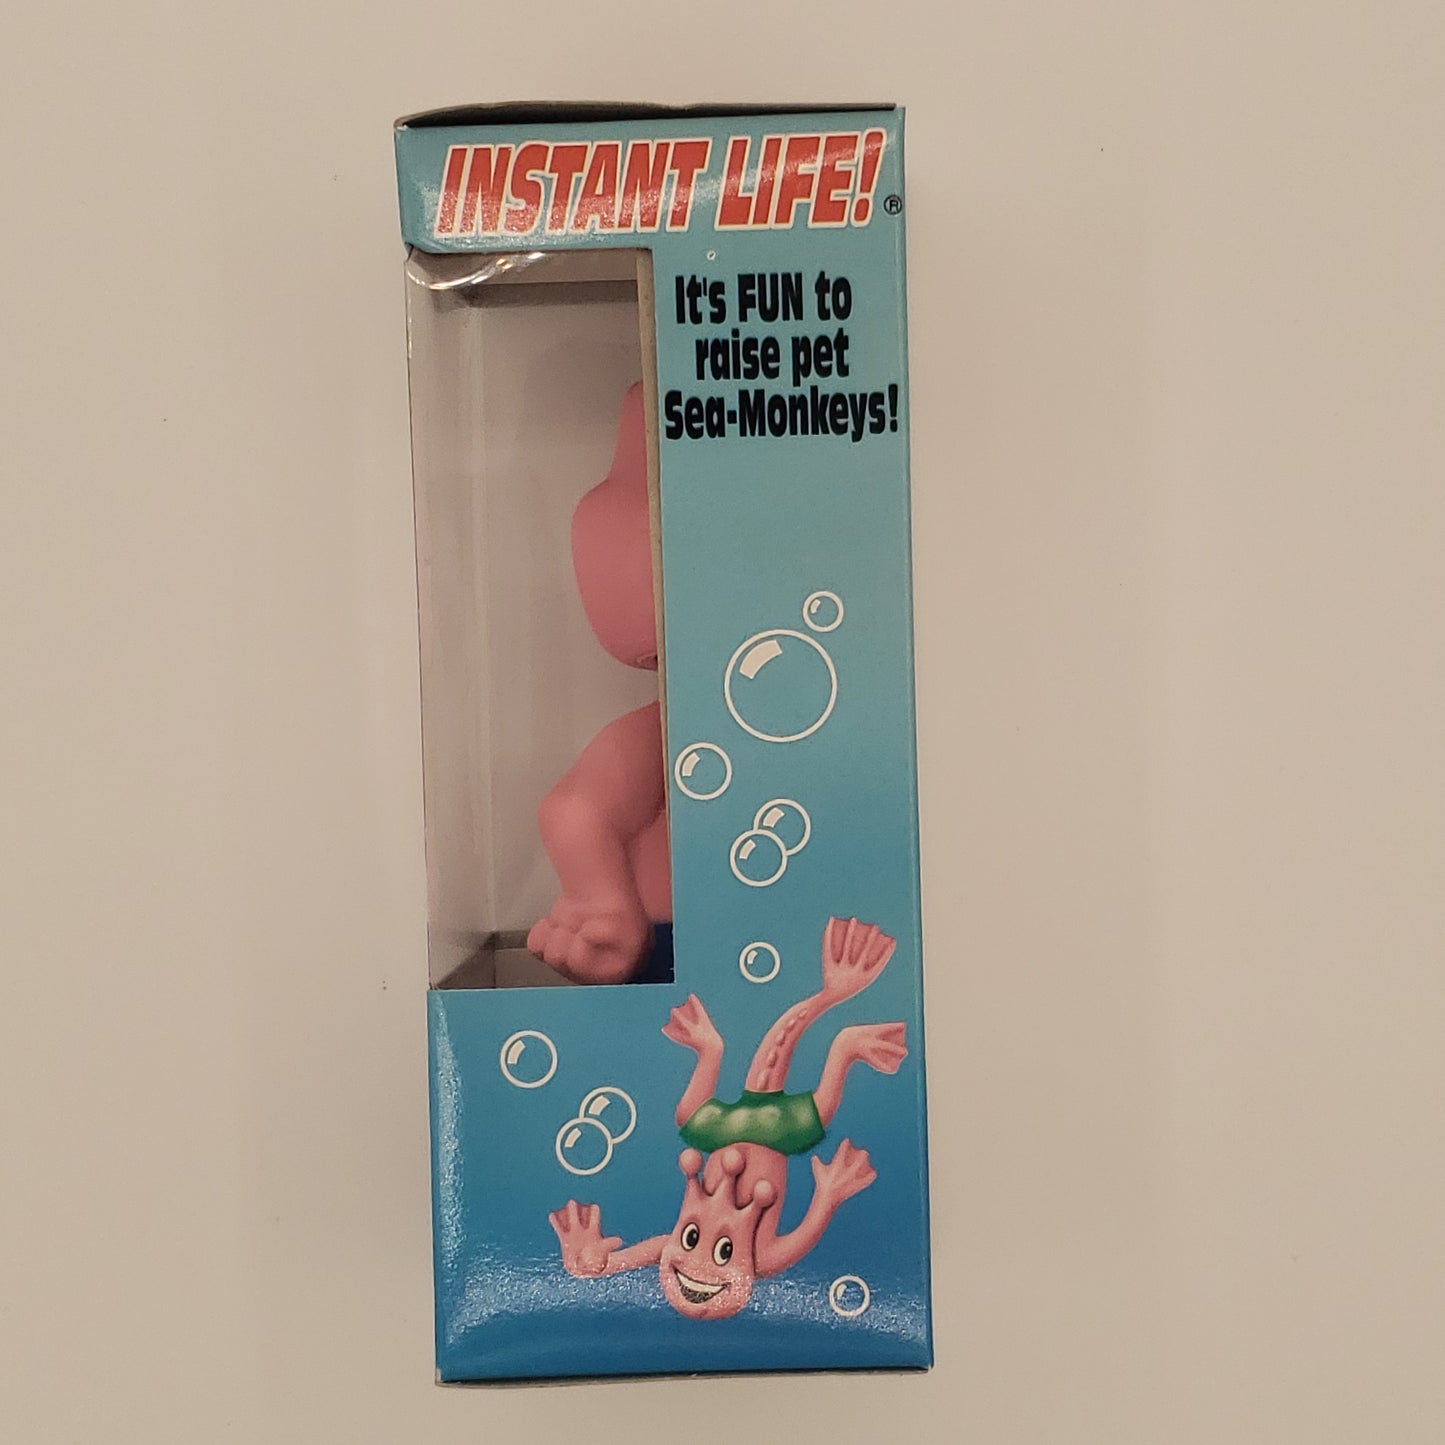 INSTANT LIFE!®
It's FUN to
raise pet
Sea-Monkeys!